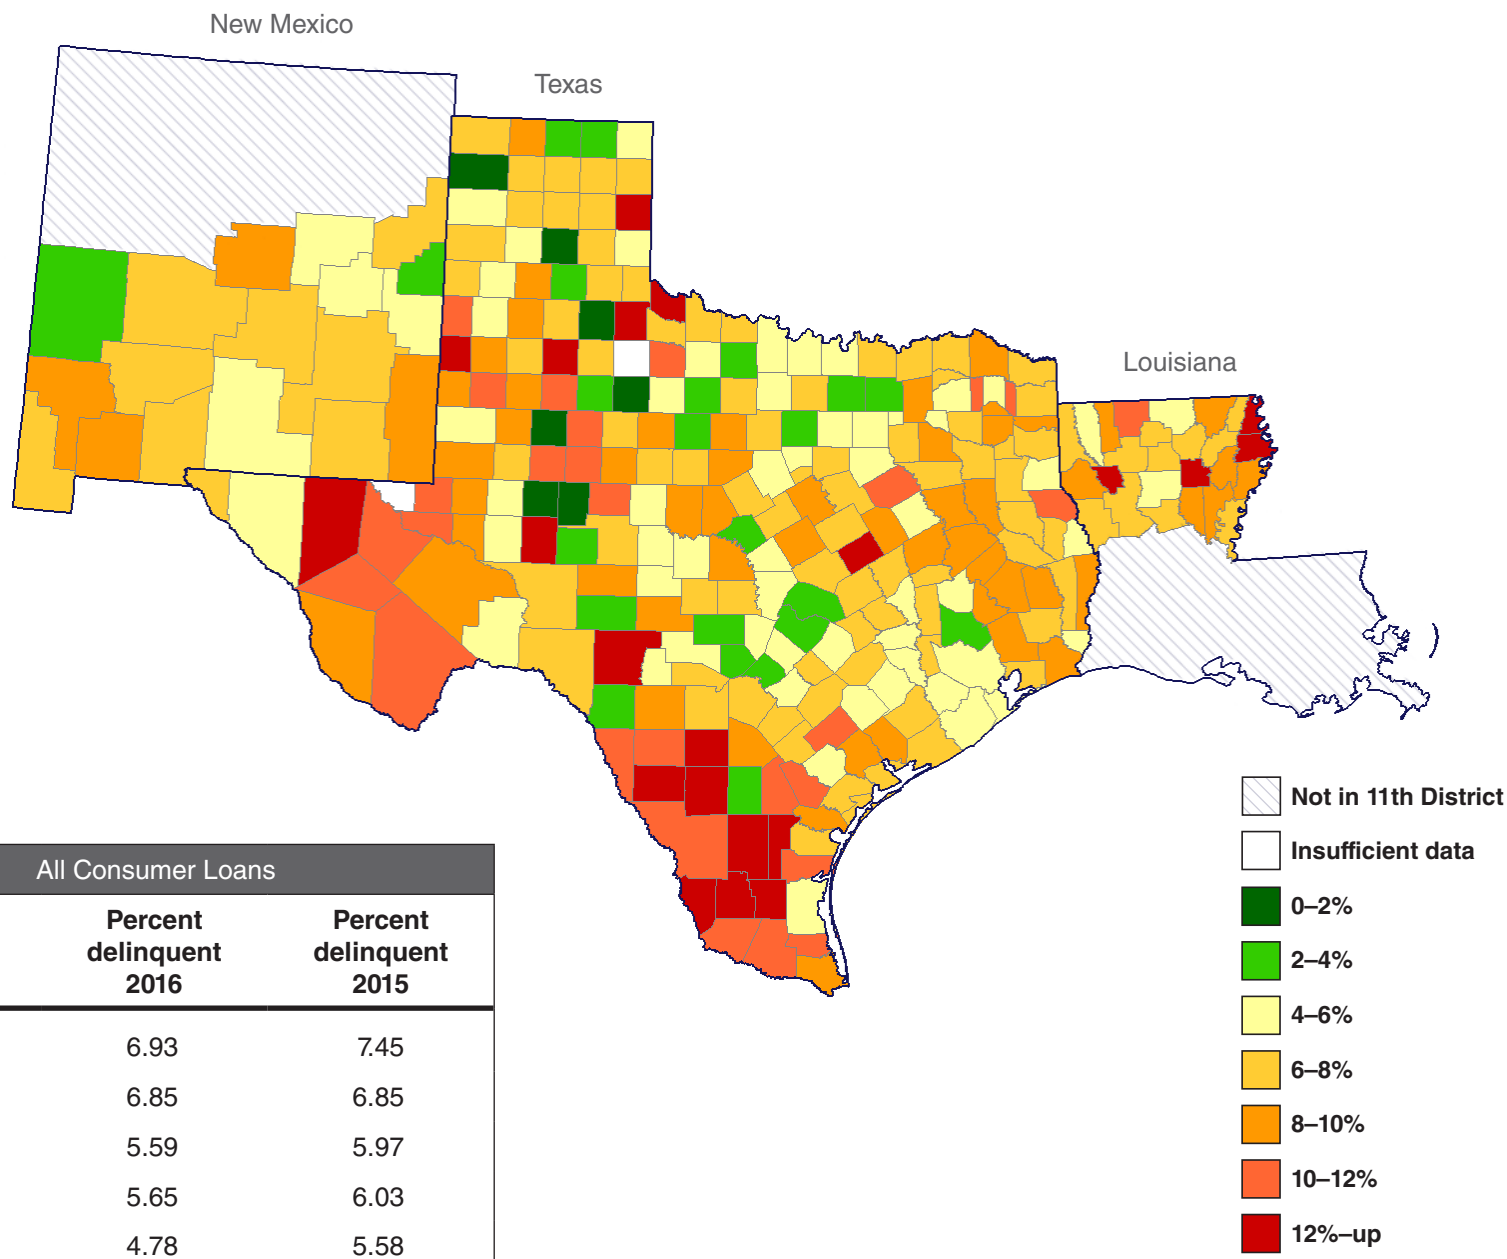 New Mexico
Texas
Louisiana
Not in 11th District
Insufficient data
0–2%
2–4%
4–6%
6–8%
8–10%
10–12%
12%–up
All Consumer Loans
Percent delinquent 2016 Percent delinquent 2015
6.93 7.45
6.85 6.85
5.59 5.97
5.65 6.03
4.78 5.58